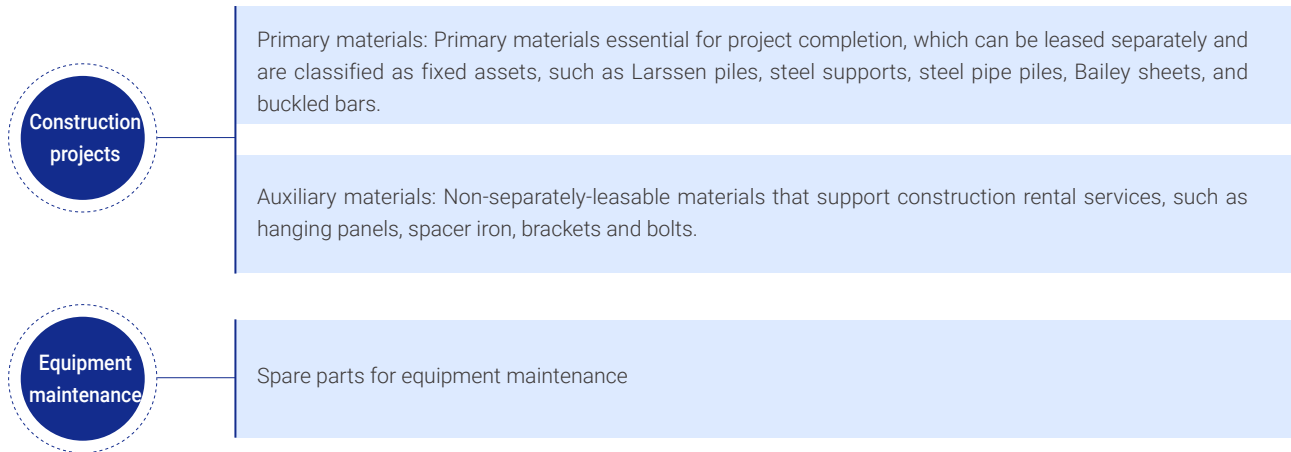 Construction
projects
Primary materials: Primary materials essential for project completion, which can be leased separately and
are classified as fixed assets, such as Larssen piles, steel supports, steel pipe piles, Bailey sheets, and
buckled bars.
Auxiliary materials: Non-separately-leasable materials that support construction rental services, such as
hanging panels, spacer iron, brackets and bolts.
Equipment
maintenance
Spare parts for equipment maintenance